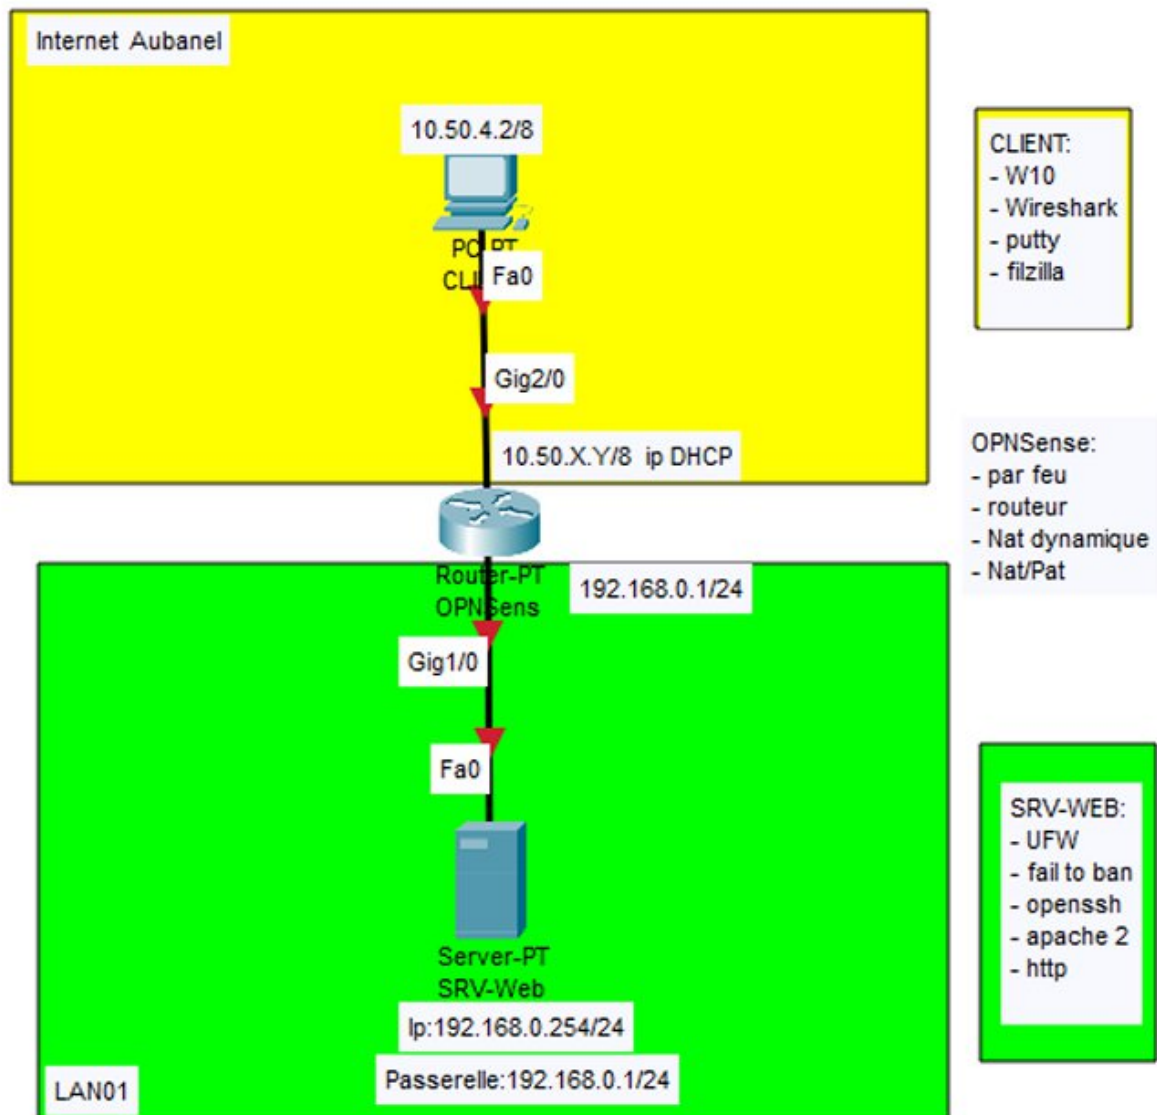 Internet Aubanel
10.50.4.2/8
PC-PT
Fa0
Gig2/0
10.50.X.Y/8 ip DHCP
Router-PT
OPNSens
192.168.0.1/24
Gig1/0
Fa0
Server-PT
SRV-Web
Ip:192.168.0.254/24
Passerelle:192.168.0.1/24
LAN01
CLIENT:
- W10
- Wireshark
- putty
- filzilla
OPNSense:
- par feu
- routeur
- Nat dynamique
- Nat/Pat
SRV-WEB:
- UFW
- fail to ban
- openssh
- apache 2
- http